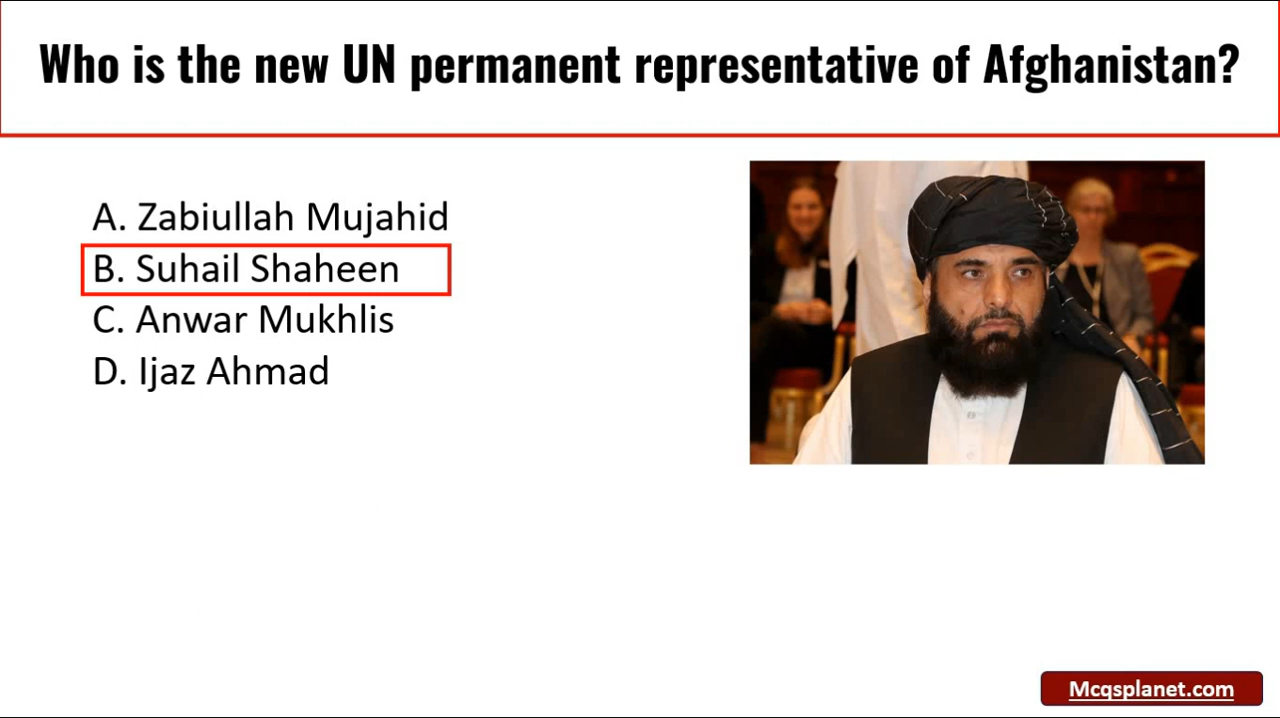 Who is the new UN permanent representative of Afghanistan?
A. Zabiullah Mujahid
B. Suhail Shaheen
C. Anwar Mukhlis
D. Ijaz Ahmad
Mcqsplanet.com